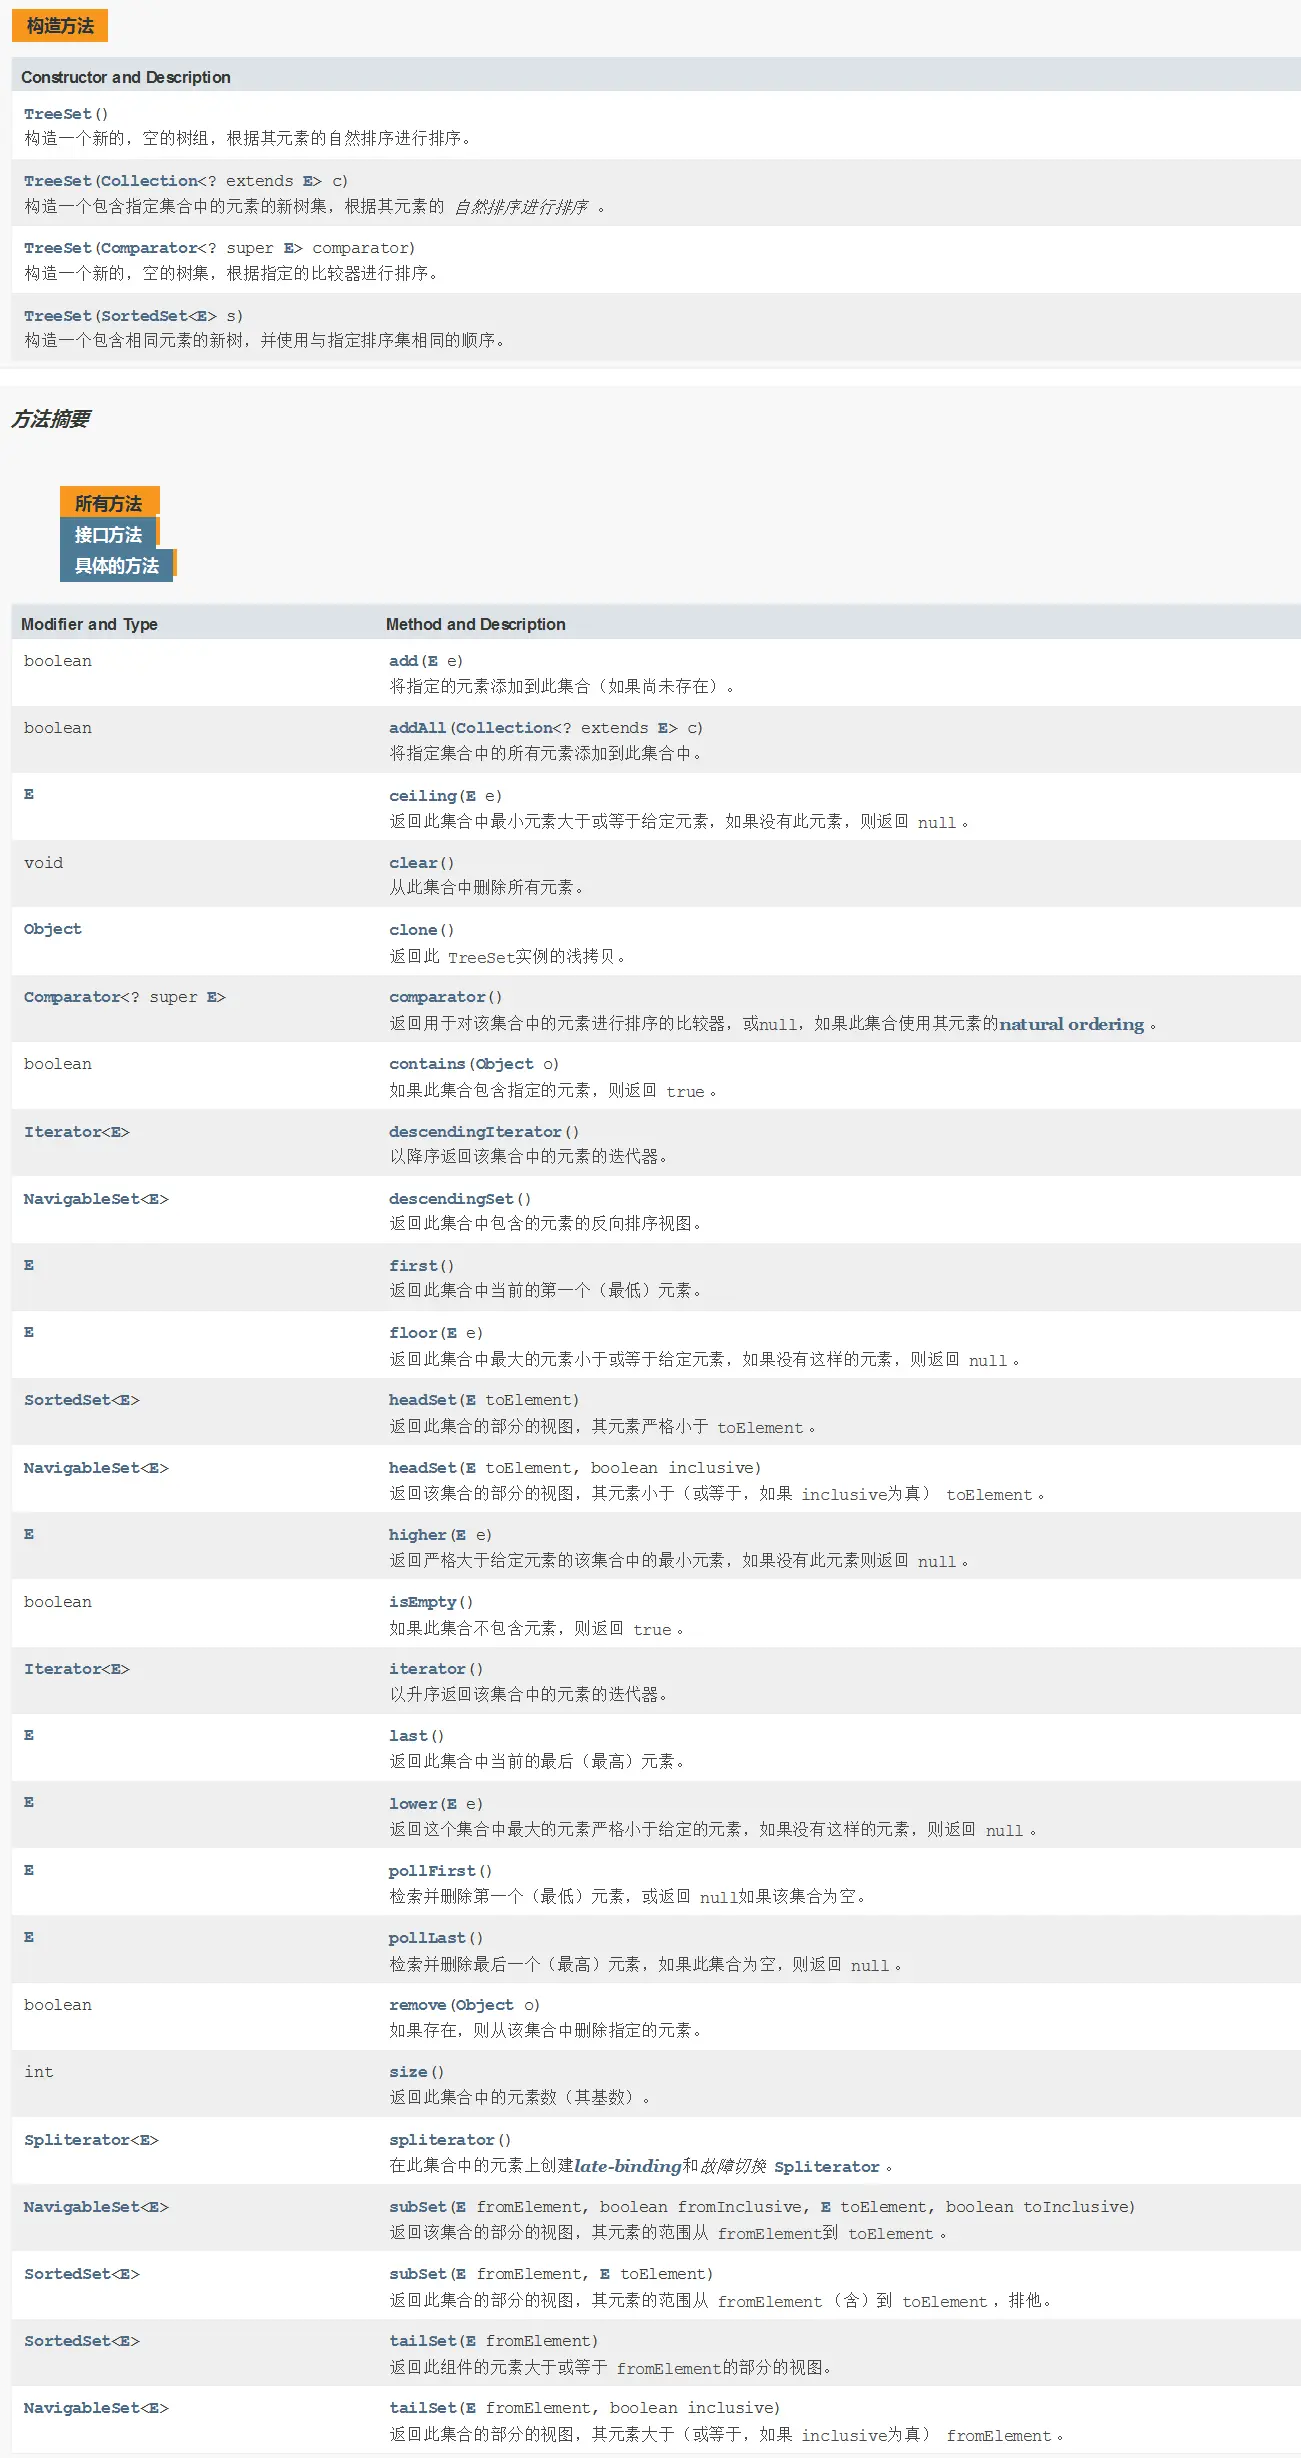 构造方法
Constructor and Description
TreeSet()
构造一个新的，空的树组，根据其元素的自然排序进行排序。
TreeSet(Collection<? extends E> c)
构造一个包含指定集合中的元素的新树集，根据其元素的 自然排序进行排序 。
TreeSet(Comparator<? super E> comparator)
构造一个新的，空的树集，根据指定的比较器进行排序。
TreeSet(SortedSet<E> s)
构造一个包含相同元素的新树，并使用与指定排序集相同的顺序。
方法摘要
所有方法
接口方法
具体的方法
Modifier and Type Method and Description
boolean add(E e)
将指定的元素添加到此集合（如果尚未存在）。
boolean addAll(Collection<? extends E> c)
将指定集合中的所有元素添加到此集合中。
E ceiling(E e)
返回此集合中最小元素大于或等于给定元素，如果没有此元素，则返回 null 。
void clear()
从此集合中删除所有元素。
Object clone()
返回此 TreeSet实例的浅拷贝。
Comparator<? super E> comparator()
返回用于对该集合中的元素进行排序的比较器，或null，如果此集合使用其元素的natural ordering 。
boolean contains(Object o)
如果此集合包含指定的元素，则返回 true 。
Iterator<E> descendingIterator()
以降序返回该集合中的元素的迭代器。
NavigableSet<E> descendingSet()
返回此集合中包含的元素的反向排序视图。
E first()
返回此集合中当前的第一个（最低）元素。
E floor(E e)
返回此集合中最大的元素小于或等于给定元素，如果没有这样的元素，则返回 null 。
SortedSet<E> headSet(E toElement)
返回此集合的部分的视图，其元素严格小于 toElement 。
NavigableSet<E> headSet(E toElement, boolean inclusive)
返回该集合的部分的视图，其元素小于（或等于，如果 inclusive为真） toElement 。
E higher(E e)
返回严格大于给定元素的该集合中的最小元素，如果没有此元素则返回 null 。
boolean isEmpty()
如果此集合不包含元素，则返回 true 。
Iterator<E> iterator()
以升序返回该集合中的元素的迭代器。
E last()
返回此集合中当前的最后（最高）元素。
E lower(E e)
返回这个集合中最大的元素严格小于给定的元素，如果没有这样的元素，则返回 null 。
E pollFirst()
检索并删除第一个（最低）元素，或返回 null如果该集合为空。
E pollLast()
检索并删除最后一个（最高）元素，如果此集合为空，则返回 null 。
boolean remove(Object o)
如果存在，则从该集合中删除指定的元素。
int size()
返回此集合中的元素数（其基数）。
Spliterator<E> spliterator()
在此集合中的元素上创建late-binding和故障切换 Spliterator 。
NavigableSet<E> subSet(E fromElement, boolean fromInclusive, E toElement, boolean toInclusive)
返回该集合的部分的视图，其元素的范围从 fromElement到 toElement 。
SortedSet<E> subSet(E fromElement, E toElement)
返回此集合的部分的视图，其元素的范围从 fromElement （含）到 toElement ，排他。
SortedSet<E> tailSet(E fromElement)
返回此组件的元素大于或等于 fromElement的部分的视图。
NavigableSet<E> tailSet(E fromElement, boolean inclusive)
返回此集合的部分的视图，其元素大于（或等于，如果 inclusive为真） fromElement 。